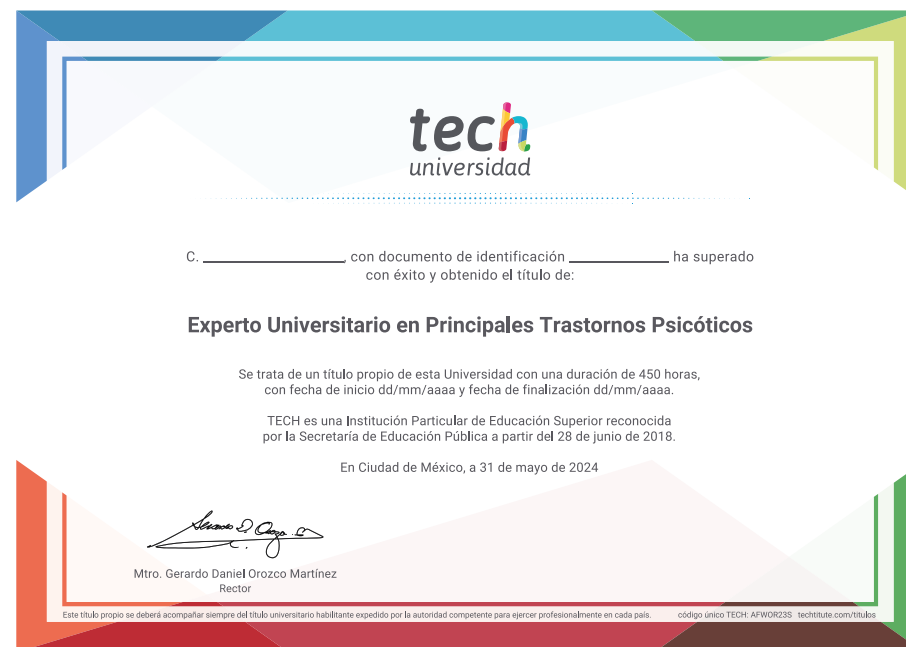 tech
universidad
C. ____________, con documento de identificación ____________ ha superado
con éxito y obtenido el título de:
Experto Universitario en Principales Trastornos Psicóticos
Se trata de un título propio de esta Universidad con una duración de 450 horas,
con fecha de inicio dd/mm/aaaa y fecha de finalización dd/mm/aaaa.
TECH es una Institución Particular de Educación Superior reconocida
por la Secretaría de Educación Pública a partir del 28 de junio de 2018.
En Ciudad de México, a 31 de mayo de 2024
Mtro. Gerardo Daniel Orozco Martínez
Rector
Este título propio se deberá acompañar siempre del título universitario habilitante expedido por la autoridad competente para ejercer profesionalmente en cada país. código único TECH: AFWOR23S techtitute.com/titulos